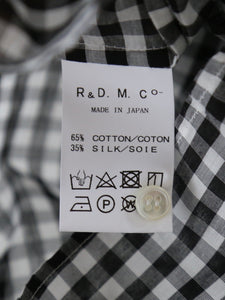 R & D. M. Co-
MADE IN JAPAN
65% COTTON/COTON
35% SILK/SOIE